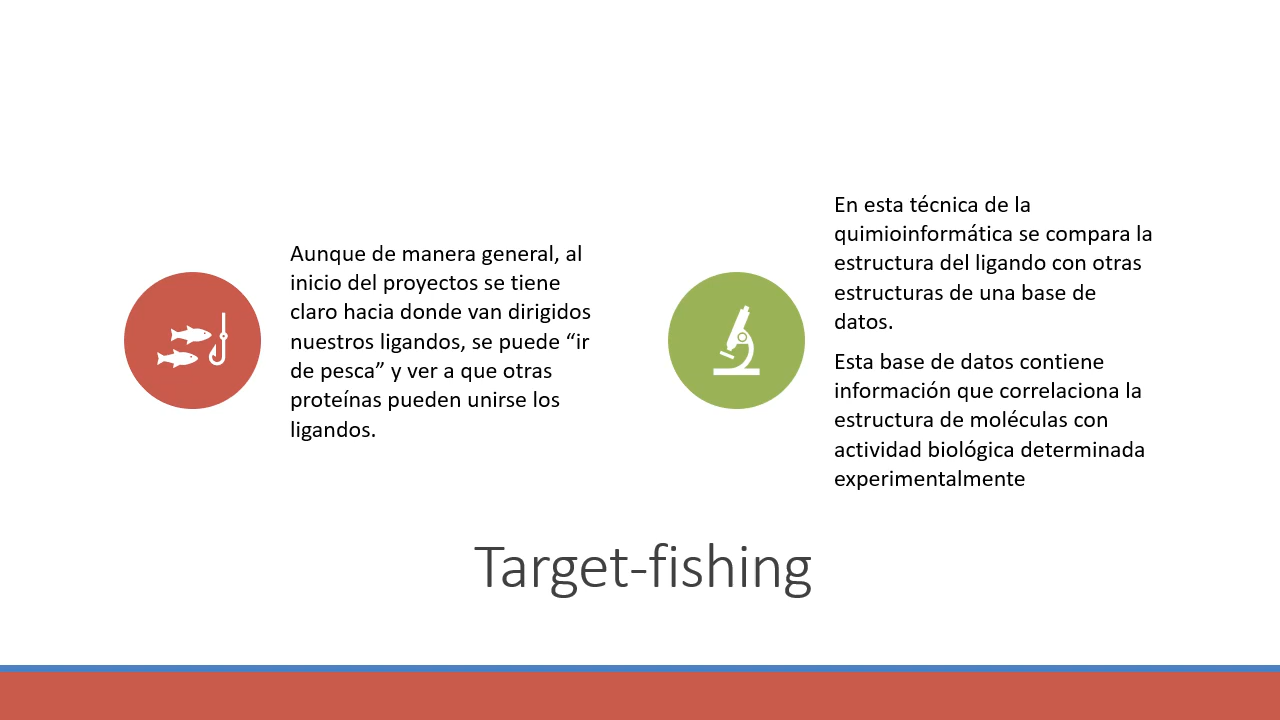 Aunque de manera general, al
inicio del proyectos se tiene
claro hacia donde van dirigidos
nuestros ligandos, se puede “ir
de pesca” y ver a que otras
proteínas pueden unirse los
ligandos.
En esta técnica de la
quimioinformática se compara la
estructura del ligando con otras
estructuras de una base de
datos.
Esta base de datos contiene
información que correlaciona la
estructura de moléculas con
actividad biológica determinada
experimentalmente
Target-fishing